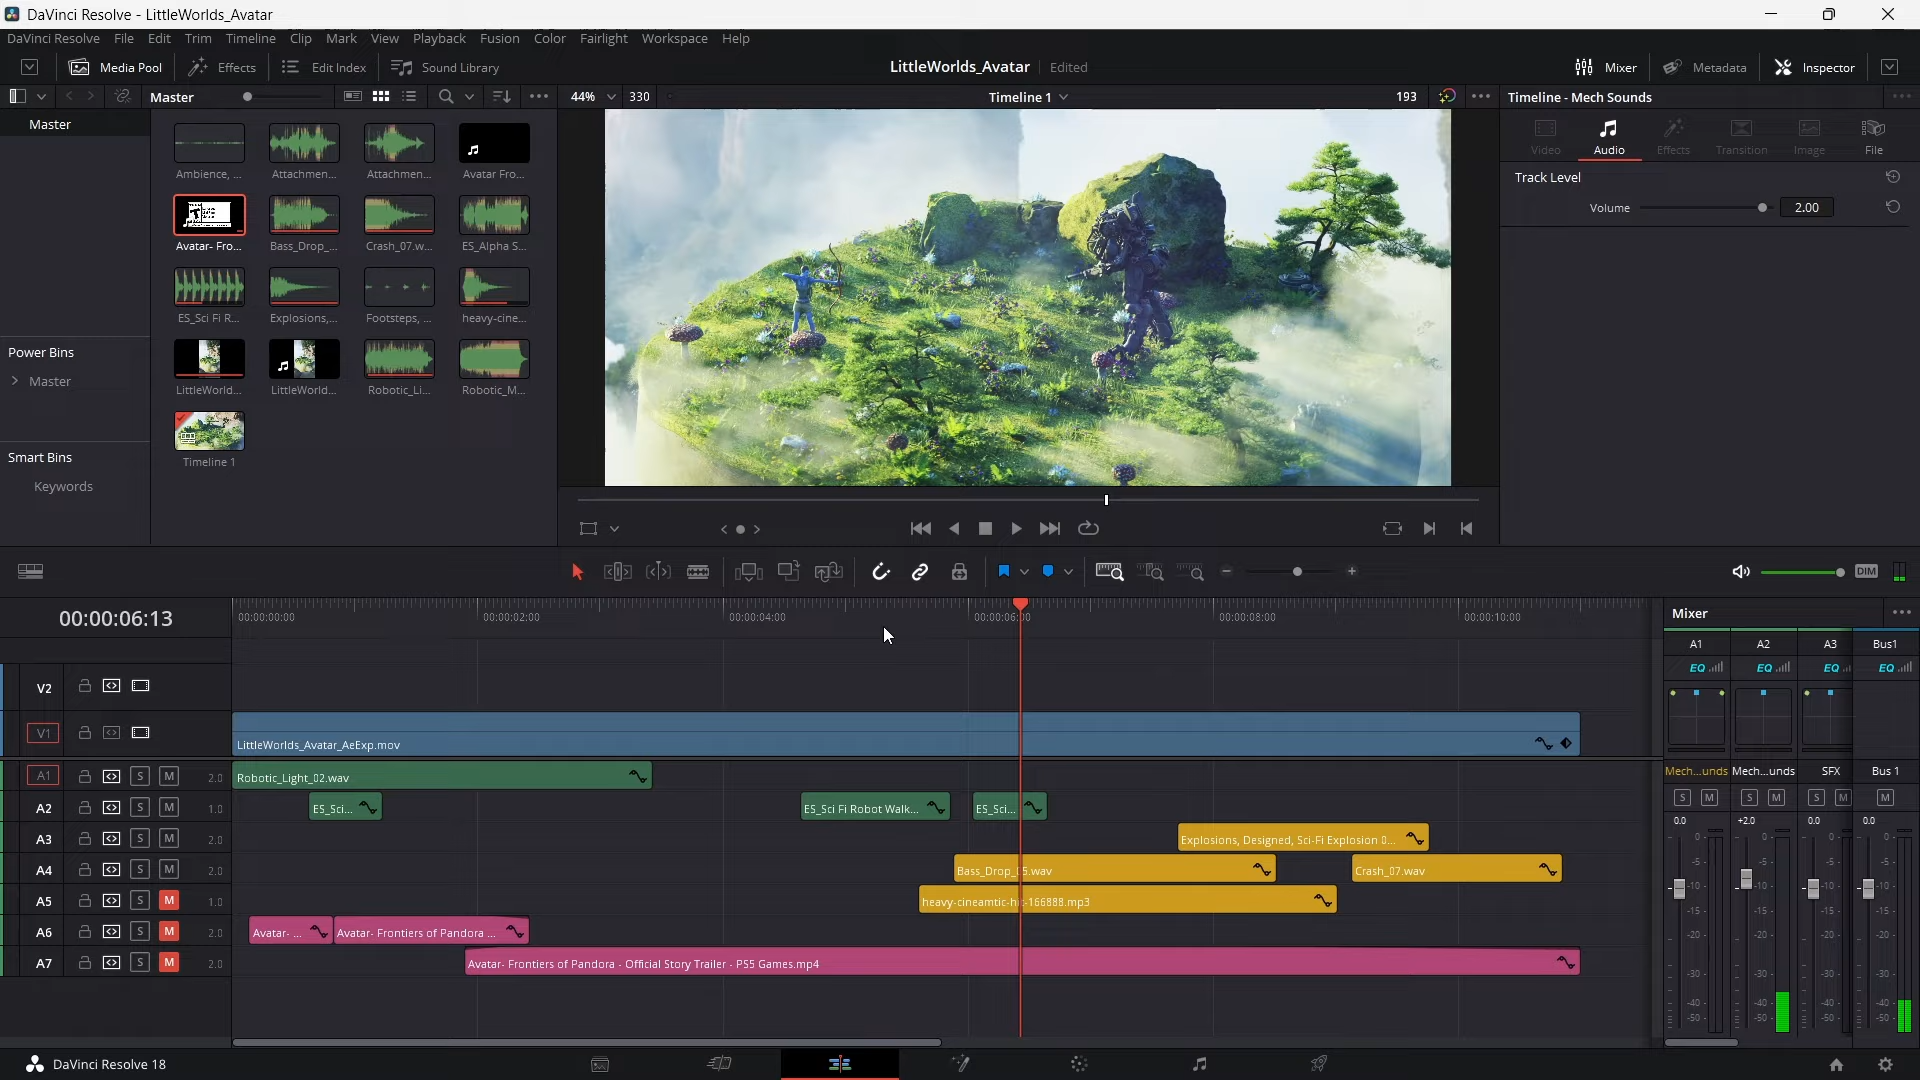 DaVinci Resolve - LittleWorlds_Avatar
DaVinci Resolve File Edit Trim Timeline Clip Mark View Playback Fusion Color Fairlight Workspace Help
Media Pool Effects Edit Index Sound Library LittleWorlds_Avatar Edited Mixer Metadata Inspector
Master 44% 330 Timeline 1 193 Timeline - Mech Sounds
Master
Video Audio Effects Transition Image File
Ambience, ... Attachmen... Attachmen... Avatar Fro...
Track Level
Volume 2.00
Avatar- Fro... Bass_Drop_... Crash_07.w... ES_Alpha S...
ES_Sci Fi R... Explosions,... Footsteps, ... heavy-cine...
Power Bins
Master
LittleWorld... LittleWorld... Robotic_Li... Robotic_M...
Smart Bins
Timeline 1
Keywords
DIM
00:00:06:13
00:00:00:00 00:00:02:00 00:00:04:00 00:00:06:00 00:00:08:00 00:00:10:00
Mixer
A1 A2 A3 Bus1
EQ EQ EQ EQ
V2
V1
LittleWorlds_Avatar_AeExp.mov
A1 S M 2.0 Robotic_Light_02.wav
Mech...unds Mech...unds SFX Bus 1
A2 S M 1.0 ES_Sci... ES_Sci Fi Robot Walk... ES_Sci...
S M S M S M M
0.0 +2.0 0.0 0.0
A3 S M 2.0 Explosions, Designed, Sci-Fi Explosion 0...
A4 S M 2.0 Bass_Drop_05.wav Crash_07.wav
A5 S M 1.0 heavy-cineamtic-hit-166888.mp3
A6 S M 2.0 Avatar- ... Avatar- Frontiers of Pandora ...
A7 S M 2.0 Avatar- Frontiers of Pandora - Official Story Trailer - PS5 Games.mp4
0 0 0 0
-5 -5 -5 -5
-10 -10 -10 -10
-15 -15 -15 -15
-20 -20 -20 -20
-30 -30 -30 -30
-40 -40 -40 -40
-50 -50 -50 -50
DaVinci Resolve 18